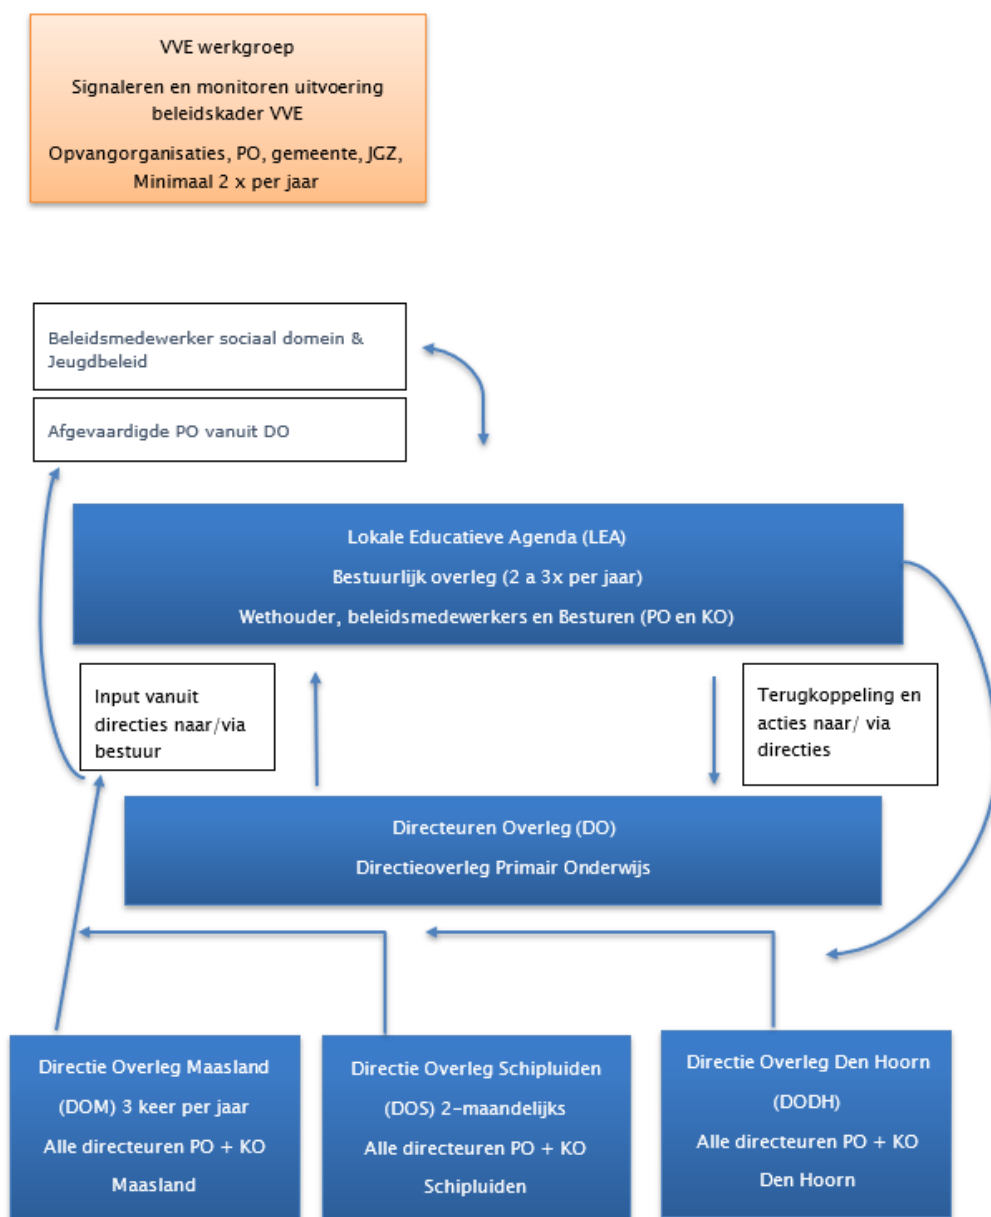 VVE werkgroep
Signaleren en monitoren uitvoering
beleidskader VVE
Opvangorganisaties, PO, gemeente, JGZ,
Minimaal 2 x per jaar
Beleidsmedewerker sociaal domein &
Jeugdbeleid
Afgevaardigde PO vanuit DO
Lokale Educatieve Agenda (LEA)
Bestuurlijk overleg (2 a 3x per jaar)
Wethouder, beleidsmedewerkers en Besturen (PO en KO)
Input vanuit
directies naar/via
bestuur
Terugkoppeling en
acties naar/ via
directies
Directeuren Overleg (DO)
Directieoverleg Primair Onderwijs
Directie Overleg Maasland
(DOM) 3 keer per jaar
Alle directeuren PO + KO
Maasland
Directie Overleg Schipluiden
(DOS) 2-maandelijks
Alle directeuren PO + KO
Schipluiden
Directie Overleg Den Hoorn
(DODH)
Alle directeuren PO + KO
Den Hoorn